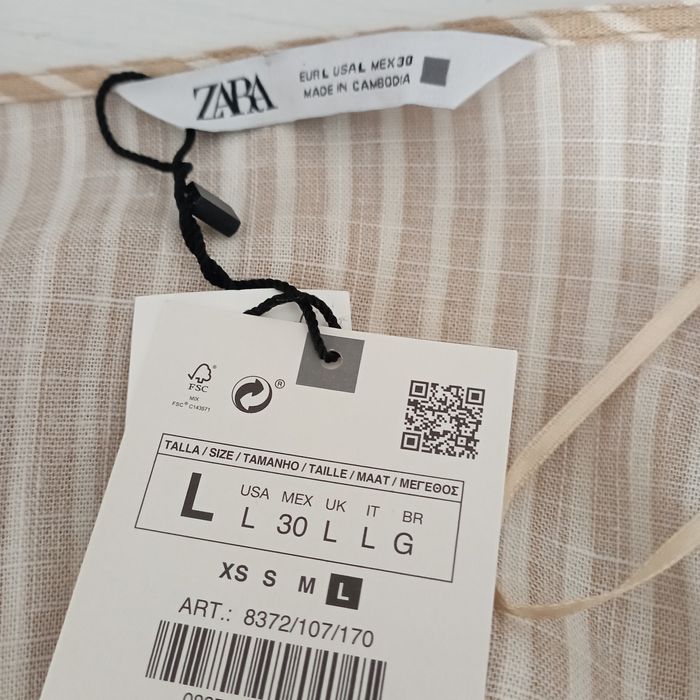 ZARA
EUR L USA L MEX 30
MADE IN CAMBODIA
FSC
MIX
FSC® C143571
®
TALLA / SIZE / TAMANHO / TAILLE / MAAT / ΜΕΓΕΘΟΣ
USA MEX UK IT BR
L L 30 L L G
XS S M L
ART.: 8372/107/170